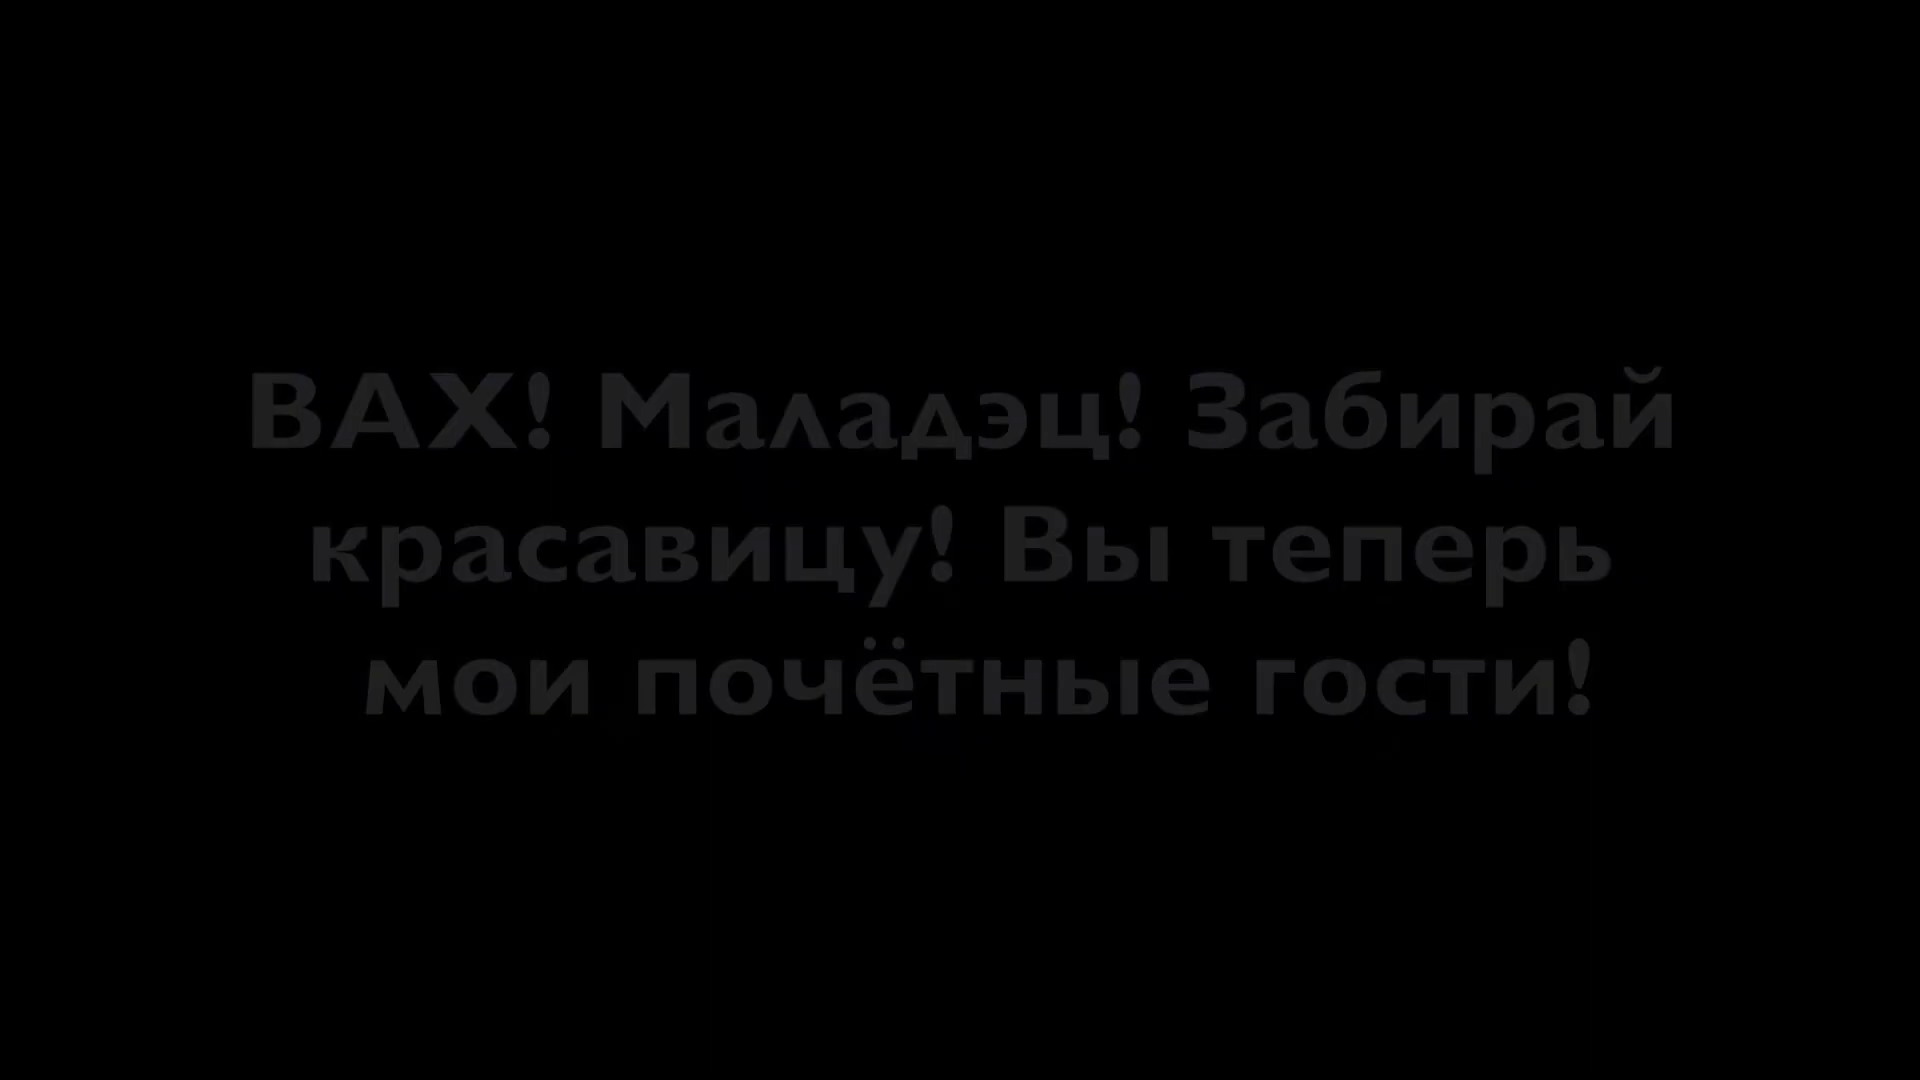 ВАХ! Маладэц! Забирай
красавицу! Вы теперь
мои почётные гости!